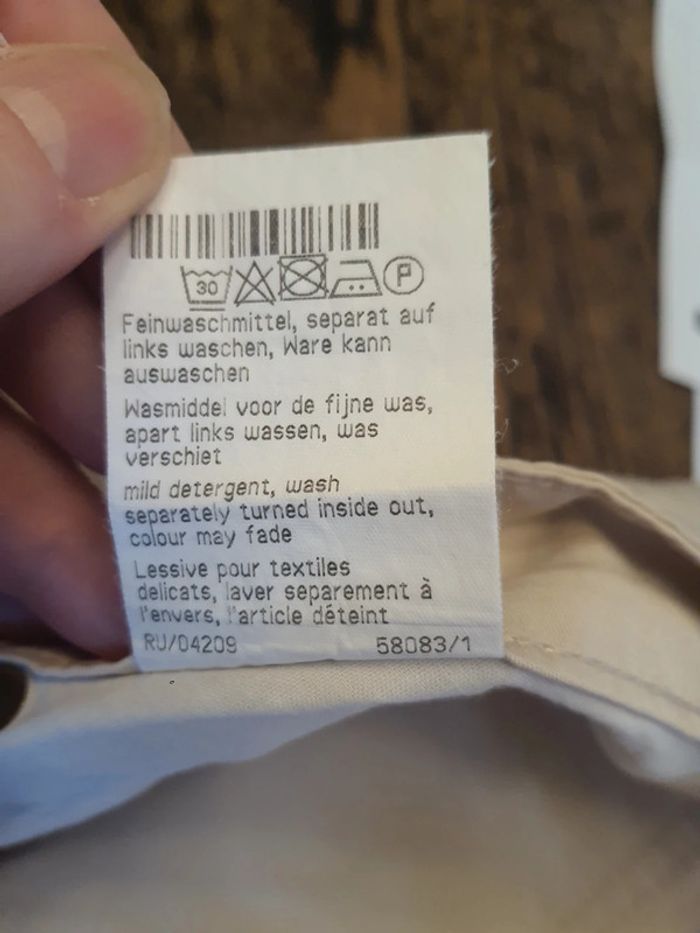 30
P
Feinwaschmittel, separat auf
links waschen, Ware kann
auswaschen
Wasmiddel voor de fijne was,
apart links wassen, was
verschiet
mild detergent, wash
separately turned inside out,
colour may fade
Lessive pour textiles
delicats, laver separement à
l'envers, l'article déteint
RU/04209 58083/1